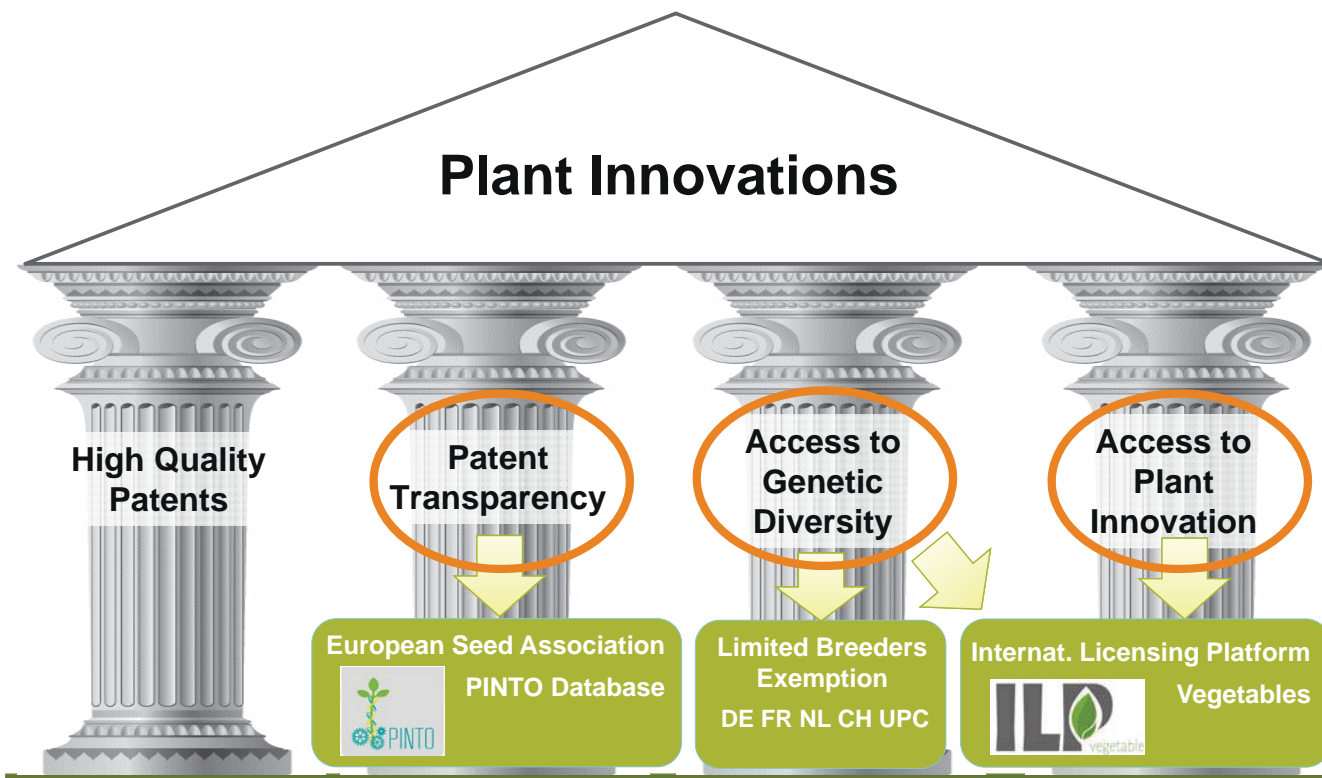 Plant Innovations
High Quality
Patents
Patent
Transparency
Access to
Genetic
Diversity
Access to
Plant
Innovation
European Seed Association
PINTO Database
PINTO
Limited Breeders
Exemption
DE FR NL CH UPC
Internat. Licensing Platform
Vegetables
ILP
vegetable